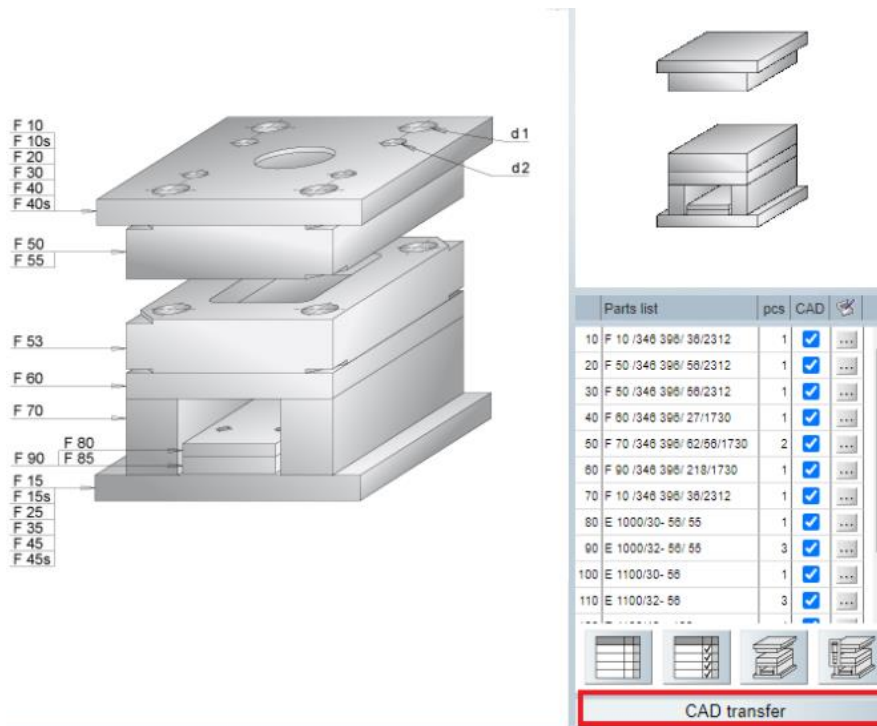 F 10
F 10s
F 20
F 30
F 40
F 40s
F 50
F 55
F 53
F 60
F 70
F 80
F 90 F 85
F 15
F 15s
F 25
F 35
F 45
F 45s
d1
d2
Parts list pcs CAD
10 F 10 /346 396/ 36/2312 1
20 F 50 /346 396/ 56/2312 1
30 F 50 /346 396/ 56/2312 1
40 F 60 /346 396/ 27/1730 1
50 F 70 /346 396/ 62/56/1730 2
60 F 90 /346 396/ 218/1730 1
70 F 10 /346 396/ 36/2312 1
80 E 1000/30- 56/ 55 1
90 E 1000/32- 56/ 55 3
100 E 1100/30- 56 1
110 E 1100/32- 56 3
CAD transfer